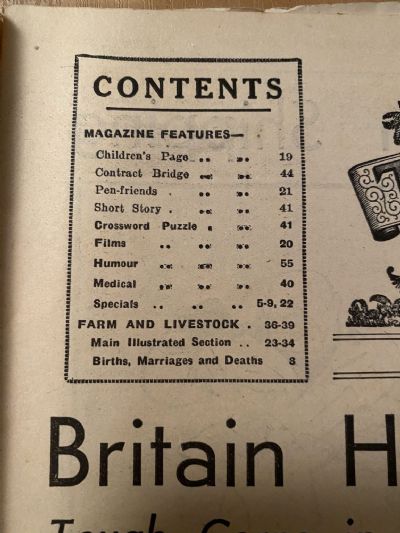 CONTENTS
MAGAZINE FEATURES—
Children's Page .. .. 19
Contract Bridge .. .. 44
Pen-friends .. .. 21
Short Story . .. .. 41
Crossword Puzzle . .. 41
Films .. .. .. 20
Humour .. .. .. 55
Medical .. .. .. 40
Specials .. .. .. 5-9, 22
FARM AND LIVESTOCK . 36-39
Main Illustrated Section .. 23-34
Births, Marriages and Deaths 3
Britain H